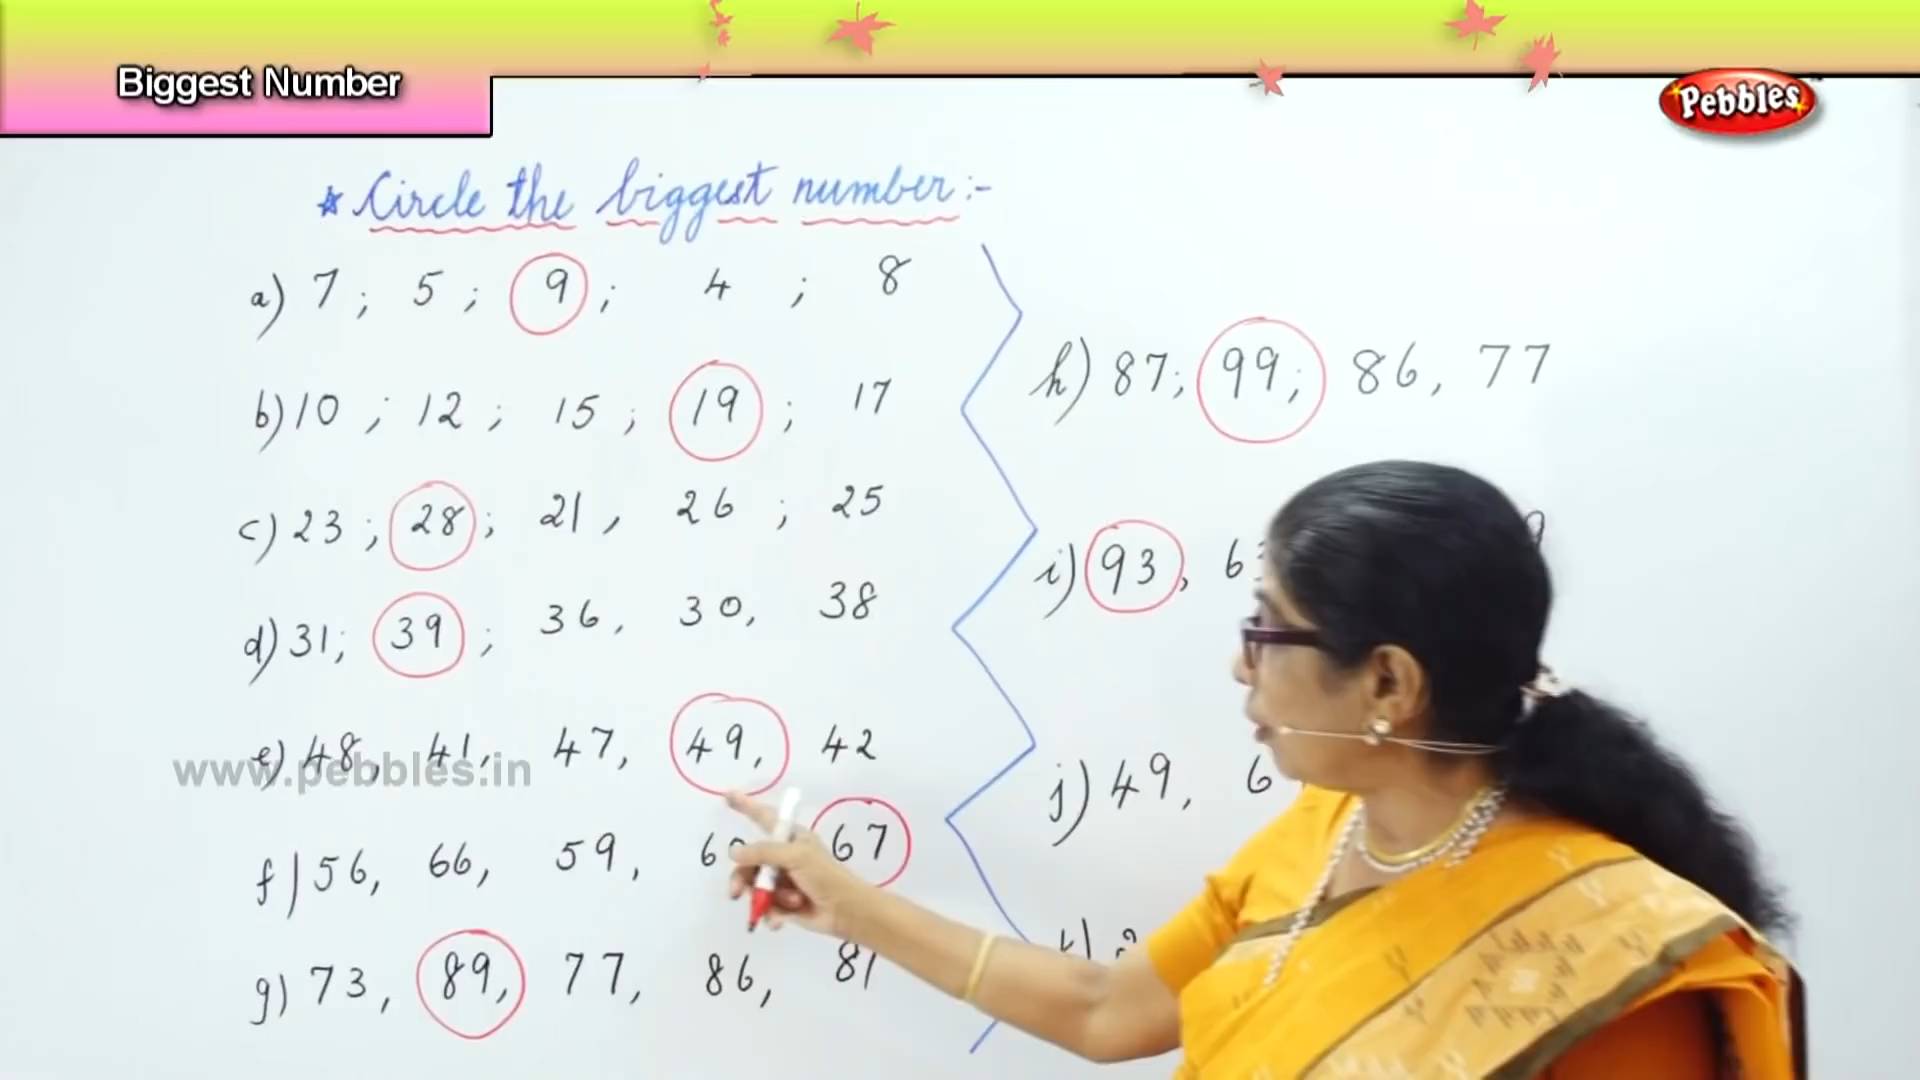 Biggest Number
Pebbles
* Circle the biggest number:-
a) 7 ; 5 ; 9 ; 4 ; 8
b) 10 ; 12 ; 15 ; 19 ; 17
c) 23 ; 28 ; 21 , 26 ; 25
d) 31; 39 ; 36, 30, 38
e) 48, 41, 47, 49, 42
www.pebbles.in
f) 56, 66, 59, 67
g) 73, 89, 77, 86, 81
h) 87; 99; 86, 77
i) 93,
j) 49,